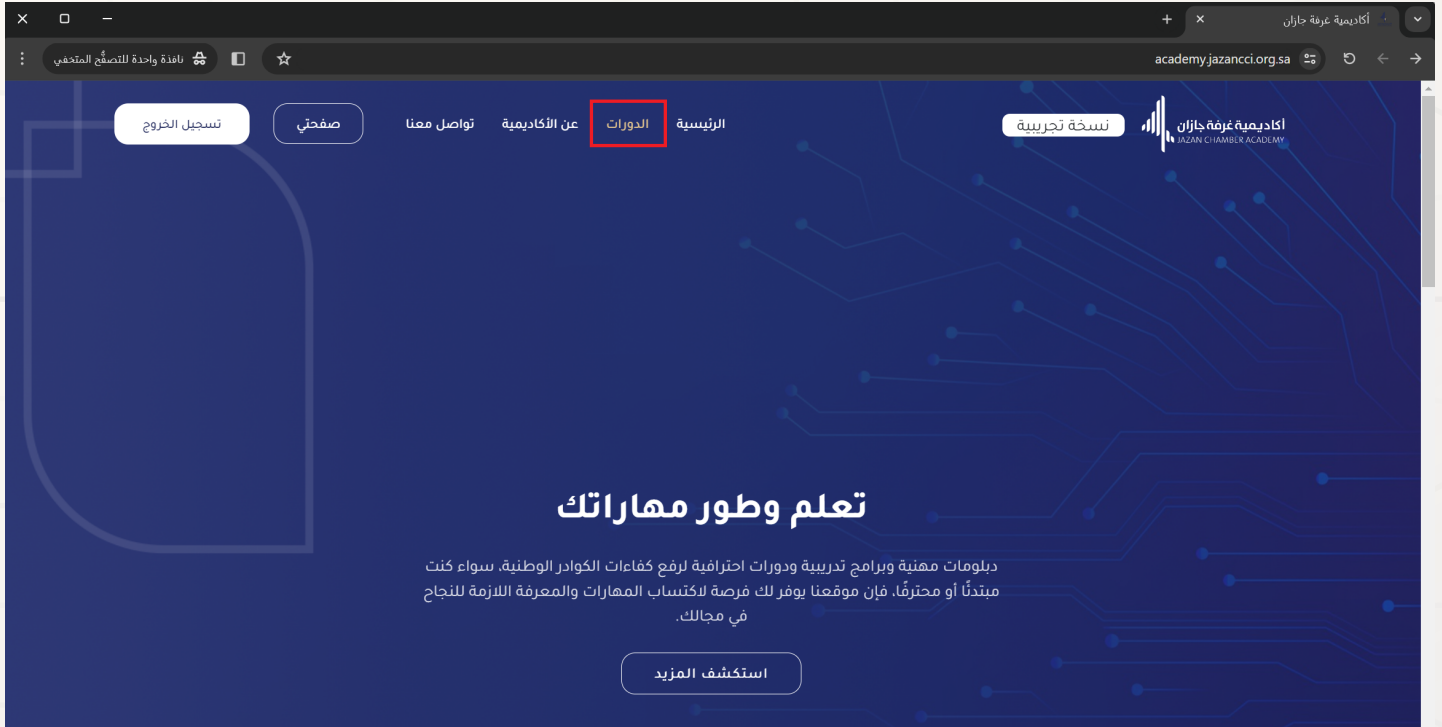 أكاديمية غرفة جازان
academy.jazancci.org.sa
نافذة واحدة للتصفُّح المتخفي
أكاديمية غرفة جازان
JAZAN CHAMBER ACADEMY
نسخة تجريبية
الرئيسية
الدورات
عن الأكاديمية
تواصل معنا
صفحتي
تسجيل الخروج
تعلم وطور مهاراتك
دبلومات مهنية وبرامج تدريبية ودورات احترافية لرفع كفاءات الكوادر الوطنية، سواء كنت
مبتدئًا أو محترفًا، فإن موقعنا يوفر لك فرصة لاكتساب المهارات والمعرفة اللازمة للنجاح
في مجالك.
استكشف المزيد